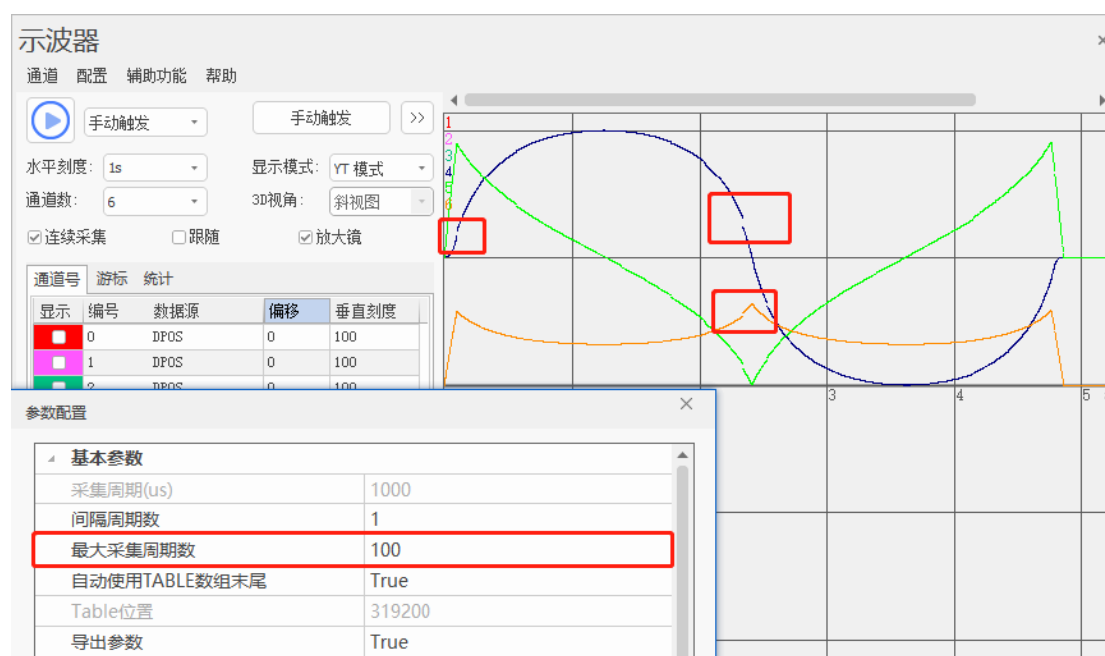 示波器
通道 配置 辅助功能 帮助
手动触发 手动触发 >>
水平刻度: 1s 显示模式: YT 模式
通道数: 6 3D视角: 斜视图
连续采集 跟随 放大镜
通道号 游标 统计
显示 编号 数据源 偏移 垂直刻度
0 DPOS 0 100
1 DPOS 0 100
2 DPOS 0 100
1
2
3
4
5
6
3 4 5
参数配置
基本参数
采集周期(us) 1000
间隔周期数 1
最大采集周期数 100
自动使用TABLE数组末尾 True
Table位置 319200
导出参数 True